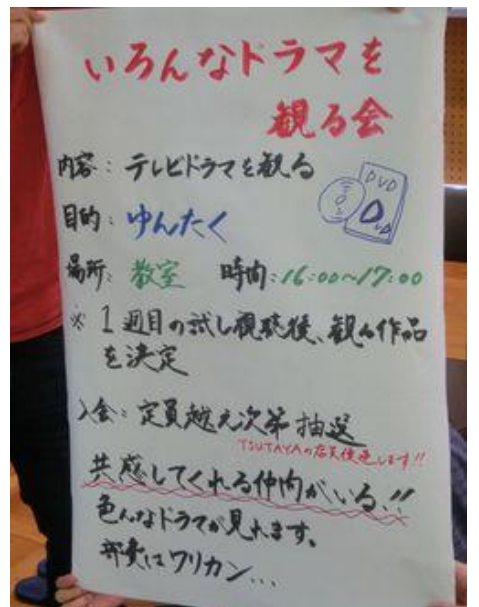 いろんなドラマを
観る会
内容：テレビドラマを観る
DVD
目的：ゆんたく
場所：教室 時間：16:00~17:00
※1週目の試し視聴後、観る作品
を決定
入会：定員越え次第抽選
TSUTAYAの店員優遇します!!
共感してくれる仲間がいる!!
色んなドラマが見れます。
部費はワリカン...